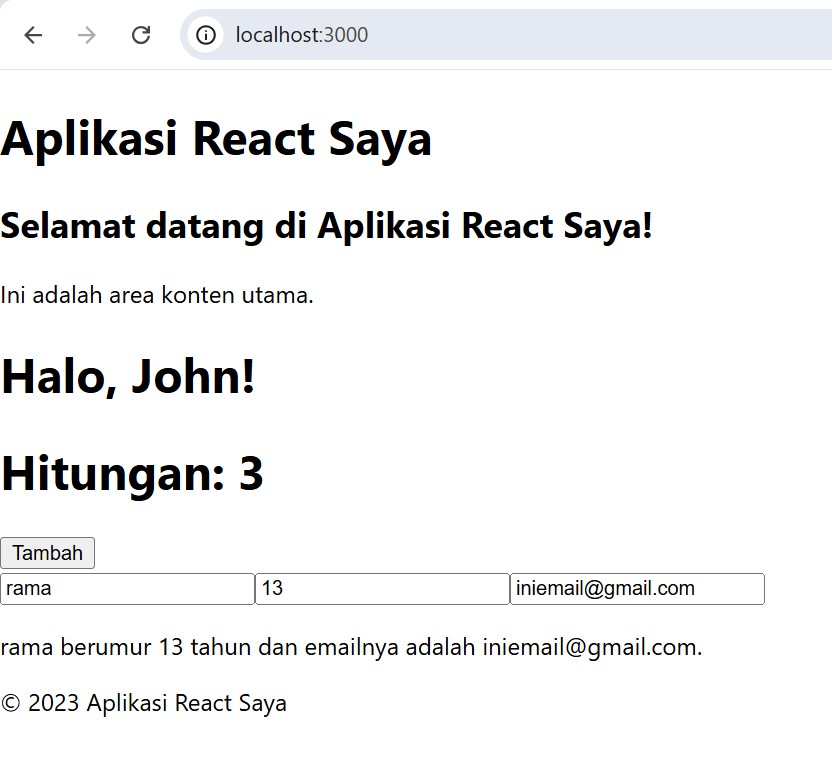 localhost:3000
Aplikasi React Saya
Selamat datang di Aplikasi React Saya!
Ini adalah area konten utama.
Halo, John!
Hitungan: 3
Tambah
rama 13 iniemail@gmail.com
rama berumur 13 tahun dan emailnya adalah iniemail@gmail.com.
© 2023 Aplikasi React Saya